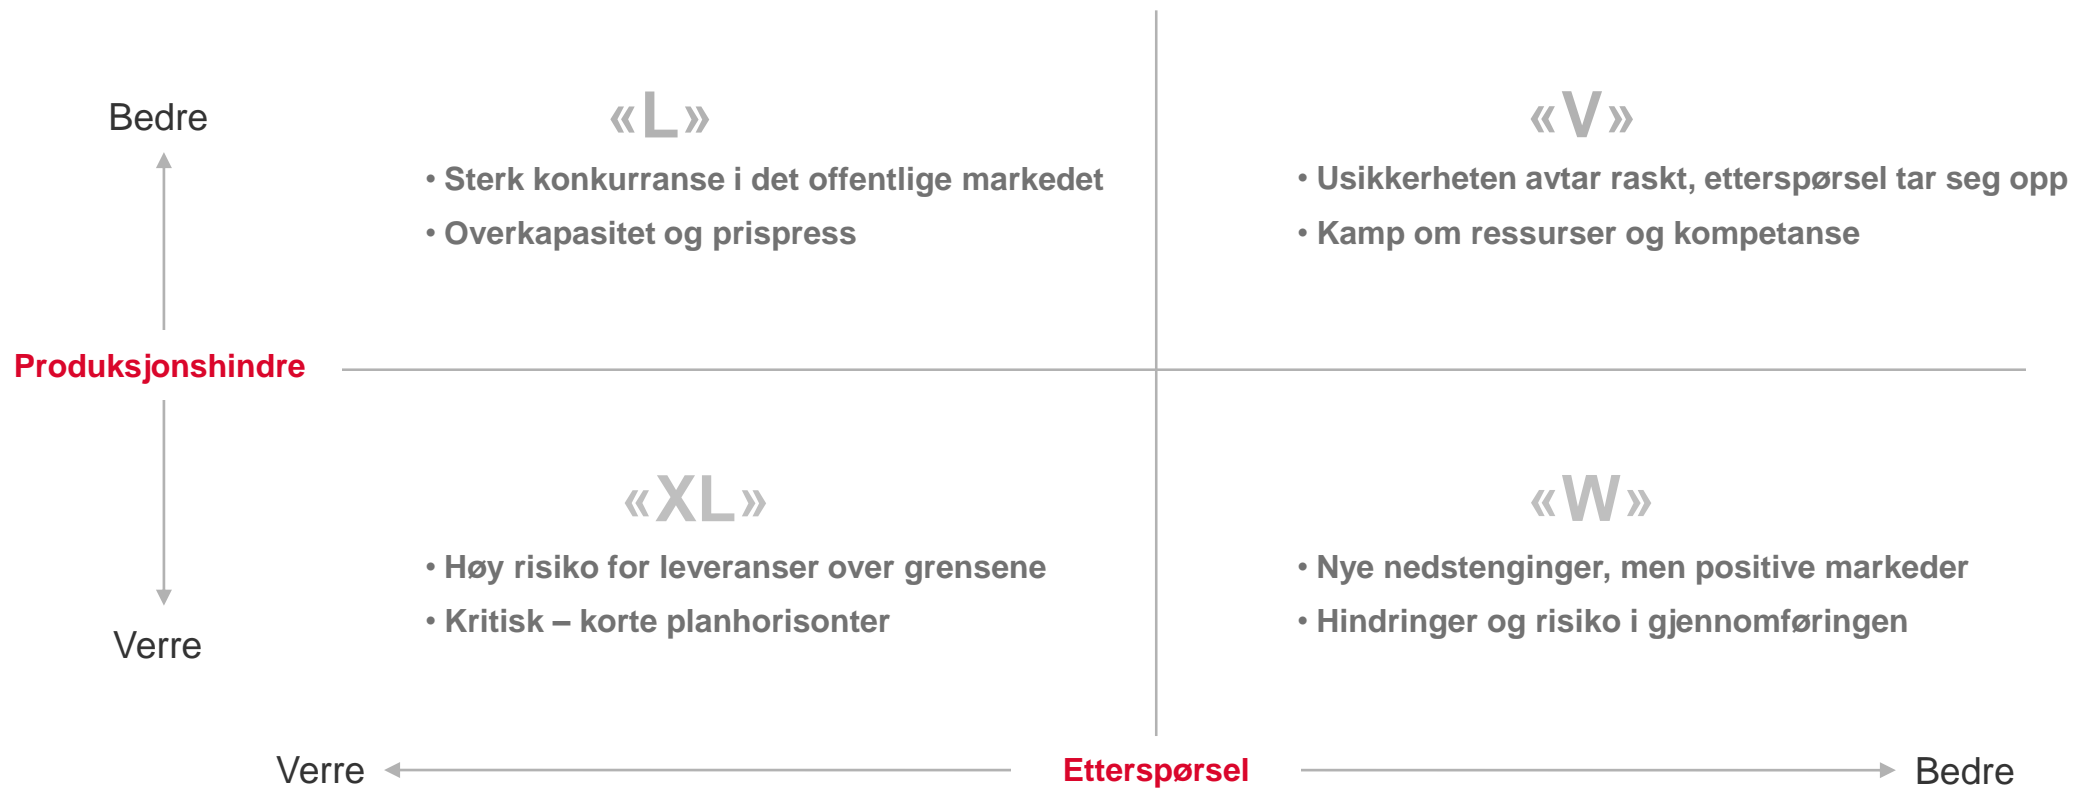 Bedre
«L»
• Sterk konkurranse i det offentlige markedet
• Overkapasitet og prispress
«V»
• Usikkerheten avtar raskt, etterspørsel tar seg opp
• Kamp om ressurser og kompetanse
Produksjonshindre
«XL»
• Høy risiko for leveranser over grensene
• Kritisk – korte planhorisonter
«W»
• Nye nedstenginger, men positive markeder
• Hindringer og risiko i gjennomføringen
Verre
Verre
Etterspørsel
Bedre